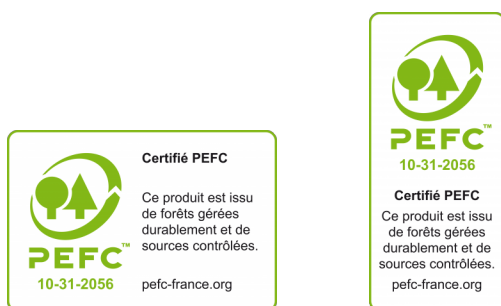 PEFC™
10-31-2056
Certifié PEFC
Ce produit est issu
de forêts gérées
durablement et de
sources contrôlées.
pefc-france.org
PEFC™
10-31-2056
Certifié PEFC
Ce produit est issu
de forêts gérées
durablement et de
sources contrôlées.
pefc-france.org